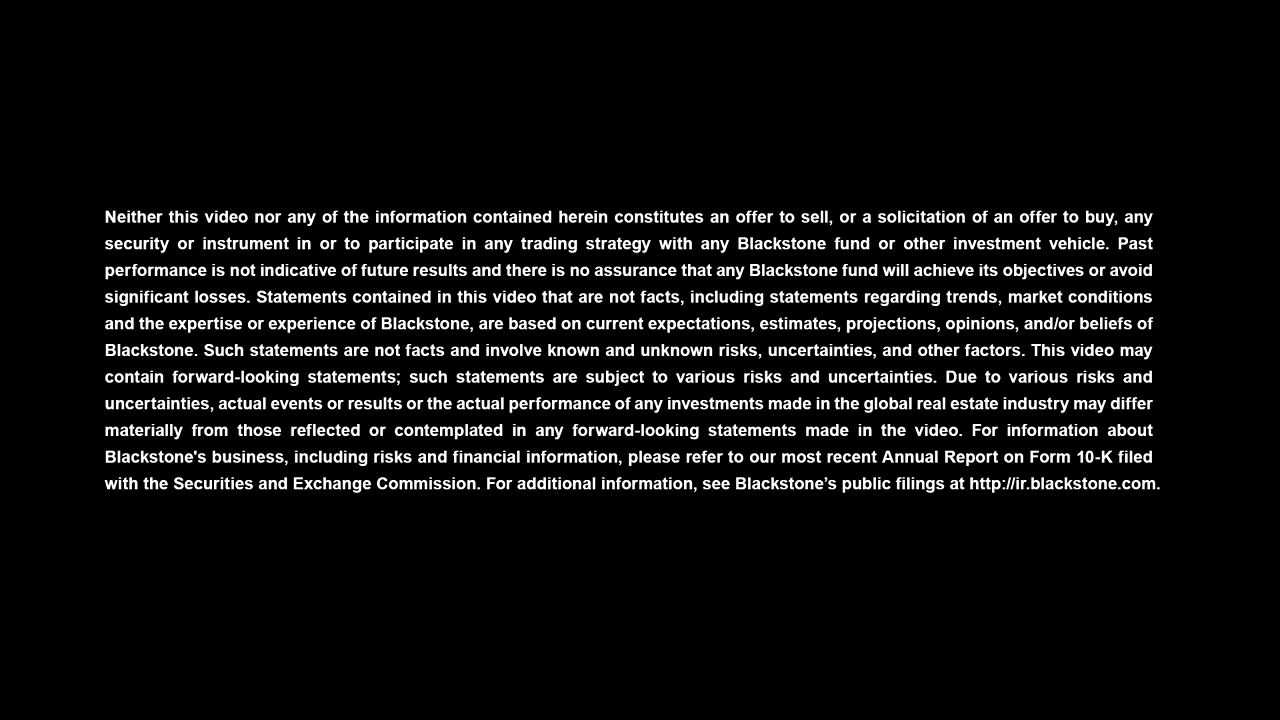 Neither this video nor any of the information contained herein constitutes an offer to sell, or a solicitation of an offer to buy, any
security or instrument in or to participate in any trading strategy with any Blackstone fund or other investment vehicle. Past
performance is not indicative of future results and there is no assurance that any Blackstone fund will achieve its objectives or avoid
significant losses. Statements contained in this video that are not facts, including statements regarding trends, market conditions
and the expertise or experience of Blackstone, are based on current expectations, estimates, projections, opinions, and/or beliefs of
Blackstone. Such statements are not facts and involve known and unknown risks, uncertainties, and other factors. This video may
contain forward-looking statements; such statements are subject to various risks and uncertainties. Due to various risks and
uncertainties, actual events or results or the actual performance of any investments made in the global real estate industry may differ
materially from those reflected or contemplated in any forward-looking statements made in the video. For information about
Blackstone's business, including risks and financial information, please refer to our most recent Annual Report on Form 10-K filed
with the Securities and Exchange Commission. For additional information, see Blackstone’s public filings at http://ir.blackstone.com.